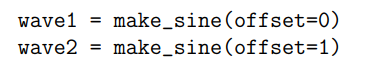 wave1 = make_sine(offset=0)
wave2 = make_sine(offset=1)